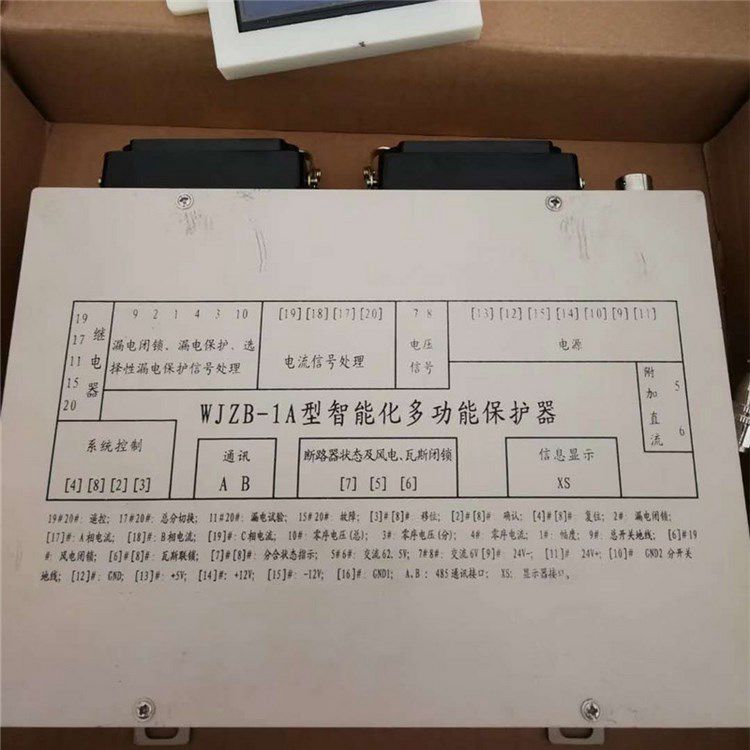 9 2 1 4 3 10
[19][18][17][20]
7 8
[13][12][15][14][10][9][11]
19
17
11
15
20
继电器
漏电闭锁、漏电保护、选
择性漏电保护信号处理
电流信号处理
电压
信号
电源
附加直流
5
6
WJZB-1A型智能化多功能保护器
系统控制
[4] [8] [2] [3]
通讯
A B
断路器状态及风电、瓦斯闭锁
[7] [5] [6]
信息显示
XS
19#20#: 遥控; 17#20#: 总分切换; 11#20#: 漏电试验; 15#20#: 故障; [3]#[8]#: 移位; [2]#[8]#: 确认; [4]#[8]#: 复位; 2#: 漏电闭锁;
[17]#: A相电流; [18]#: B相电流; [19]#: C相电流; 10#: 零序电压(总); 3#: 零序电压(分); 4#: 零序电流; 1#: 帧度; 9#: 总开关地线; [6]#19
#: 风电闭锁; [6]#[8]#: 瓦斯联锁; [7]#[8]#: 分合状态指示; 5#6#: 交流62.5V; 7#8#: 交流6V [9]#: 24V-; [11]#: 24V+; [10]#: GND2 分开关
地线; [12]#: GND; [13]#: +5V; [14]#: +12V; [15]#: -12V; [16]#: GND1; A.B: 485通讯接口; XS: 显示器接口。